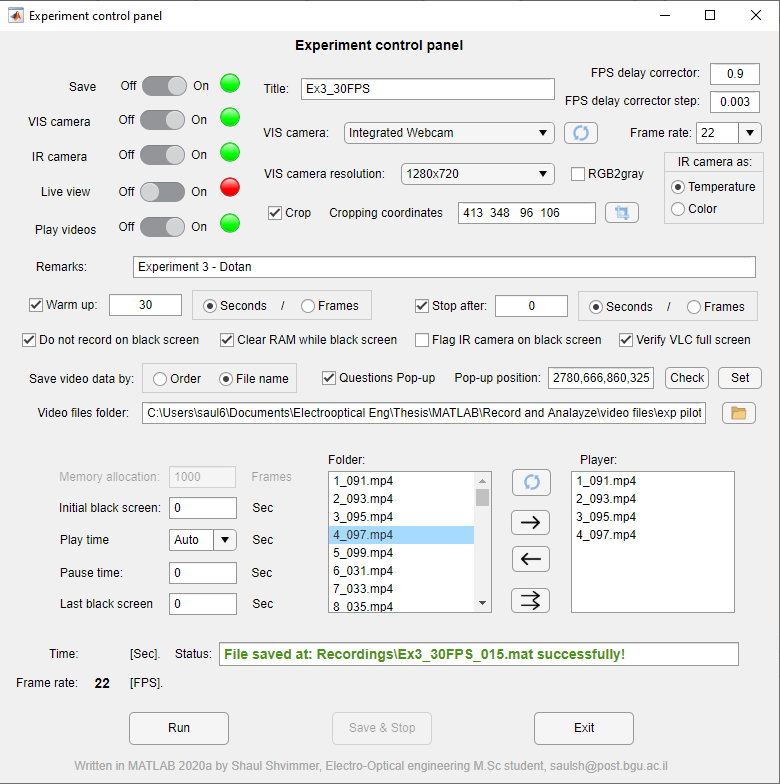 Experiment control panel
Experiment control panel
Save Off On
VIS camera Off On
IR camera Off On
Live view Off On
Play videos Off On
Title: Ex3_30FPS
FPS delay corrector: 0.9
FPS delay corrector step: 0.003
VIS camera: Integrated Webcam
Frame rate: 22
VIS camera resolution: 1280x720
RGB2gray
IR camera as:
Temperature
Color
Crop Cropping coordinates 413 348 96 106
Remarks: Experiment 3 - Dotan
Warm up: 30 Seconds / Frames Stop after: 0 Seconds / Frames
Do not record on black screen Clear RAM while black screen Flag IR camera on black screen Verify VLC full screen
Save video data by: Order File name Questions Pop-up Pop-up position: 2780,666,860,325 Check Set
Video files folder: C:\Users\saul6\Documents\Electrooptical Eng\Thesis\MATLAB\Record and Analayze\video files\exp pilot
Memory allocation: 1000 Frames
Initial black screen: 0 Sec
Play time Auto Sec
Pause time: 0 Sec
Last black screen 0 Sec
Folder:
1_091.mp4
2_093.mp4
3_095.mp4
4_097.mp4
5_099.mp4
6_031.mp4
7_033.mp4
8_035.mp4
Player:
1_091.mp4
2_093.mp4
3_095.mp4
4_097.mp4
Time: [Sec]. Status: File saved at: Recordings\Ex3_30FPS_015.mat successfully!
Frame rate: 22 [FPS].
Run Save & Stop Exit
Written in MATLAB 2020a by Shaul Shvimmer, Electro-Optical engineering M.Sc student, saulsh@post.bgu.ac.il